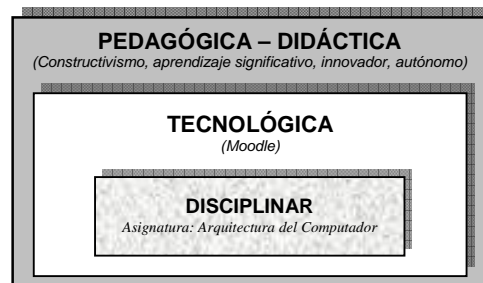 PEDAGÓGICA – DIDÁCTICA
(Constructivismo, aprendizaje significativo, innovador, autónomo)
TECNOLÓGICA
(Moodle)
DISCIPLINAR
Asignatura: Arquitectura del Computador